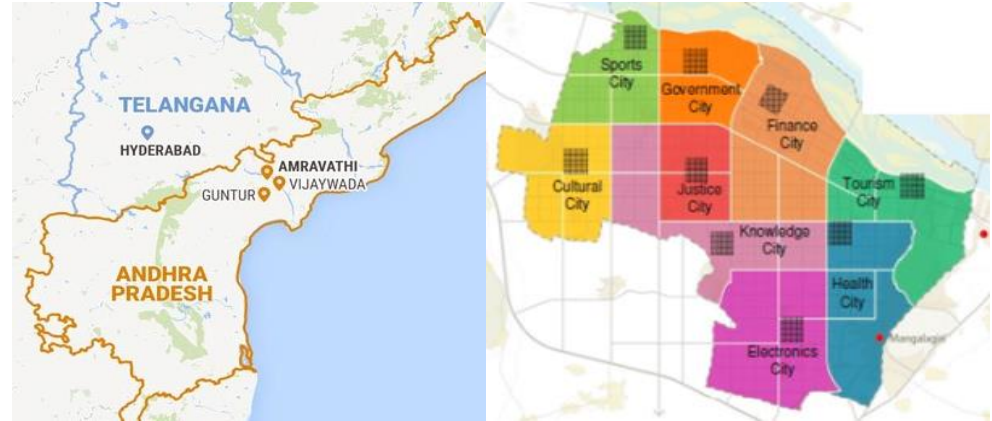 TELANGANA
HYDERABAD
AMRAVATHI
VIJAYWADA
GUNTUR
ANDHRA
PRADESH
Sports
City
Government
City
Finance
City
Cultural
City
Justice
City
Tourism
City
Knowledge
City
Health
City
Electronics
City
Mangalagiri